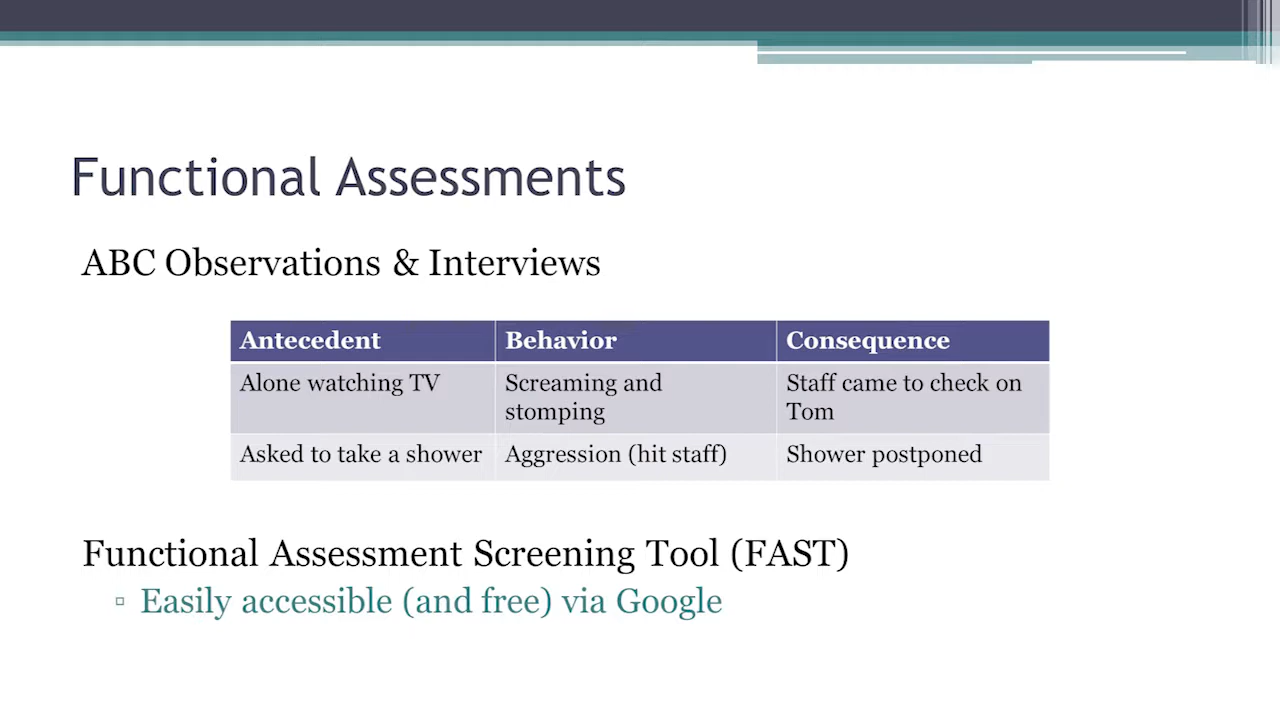 Functional Assessments
ABC Observations & Interviews
Antecedent Behavior Consequence
Alone watching TV Screaming and stomping Staff came to check on Tom
Asked to take a shower Aggression (hit staff) Shower postponed
Functional Assessment Screening Tool (FAST)
▫ Easily accessible (and free) via Google